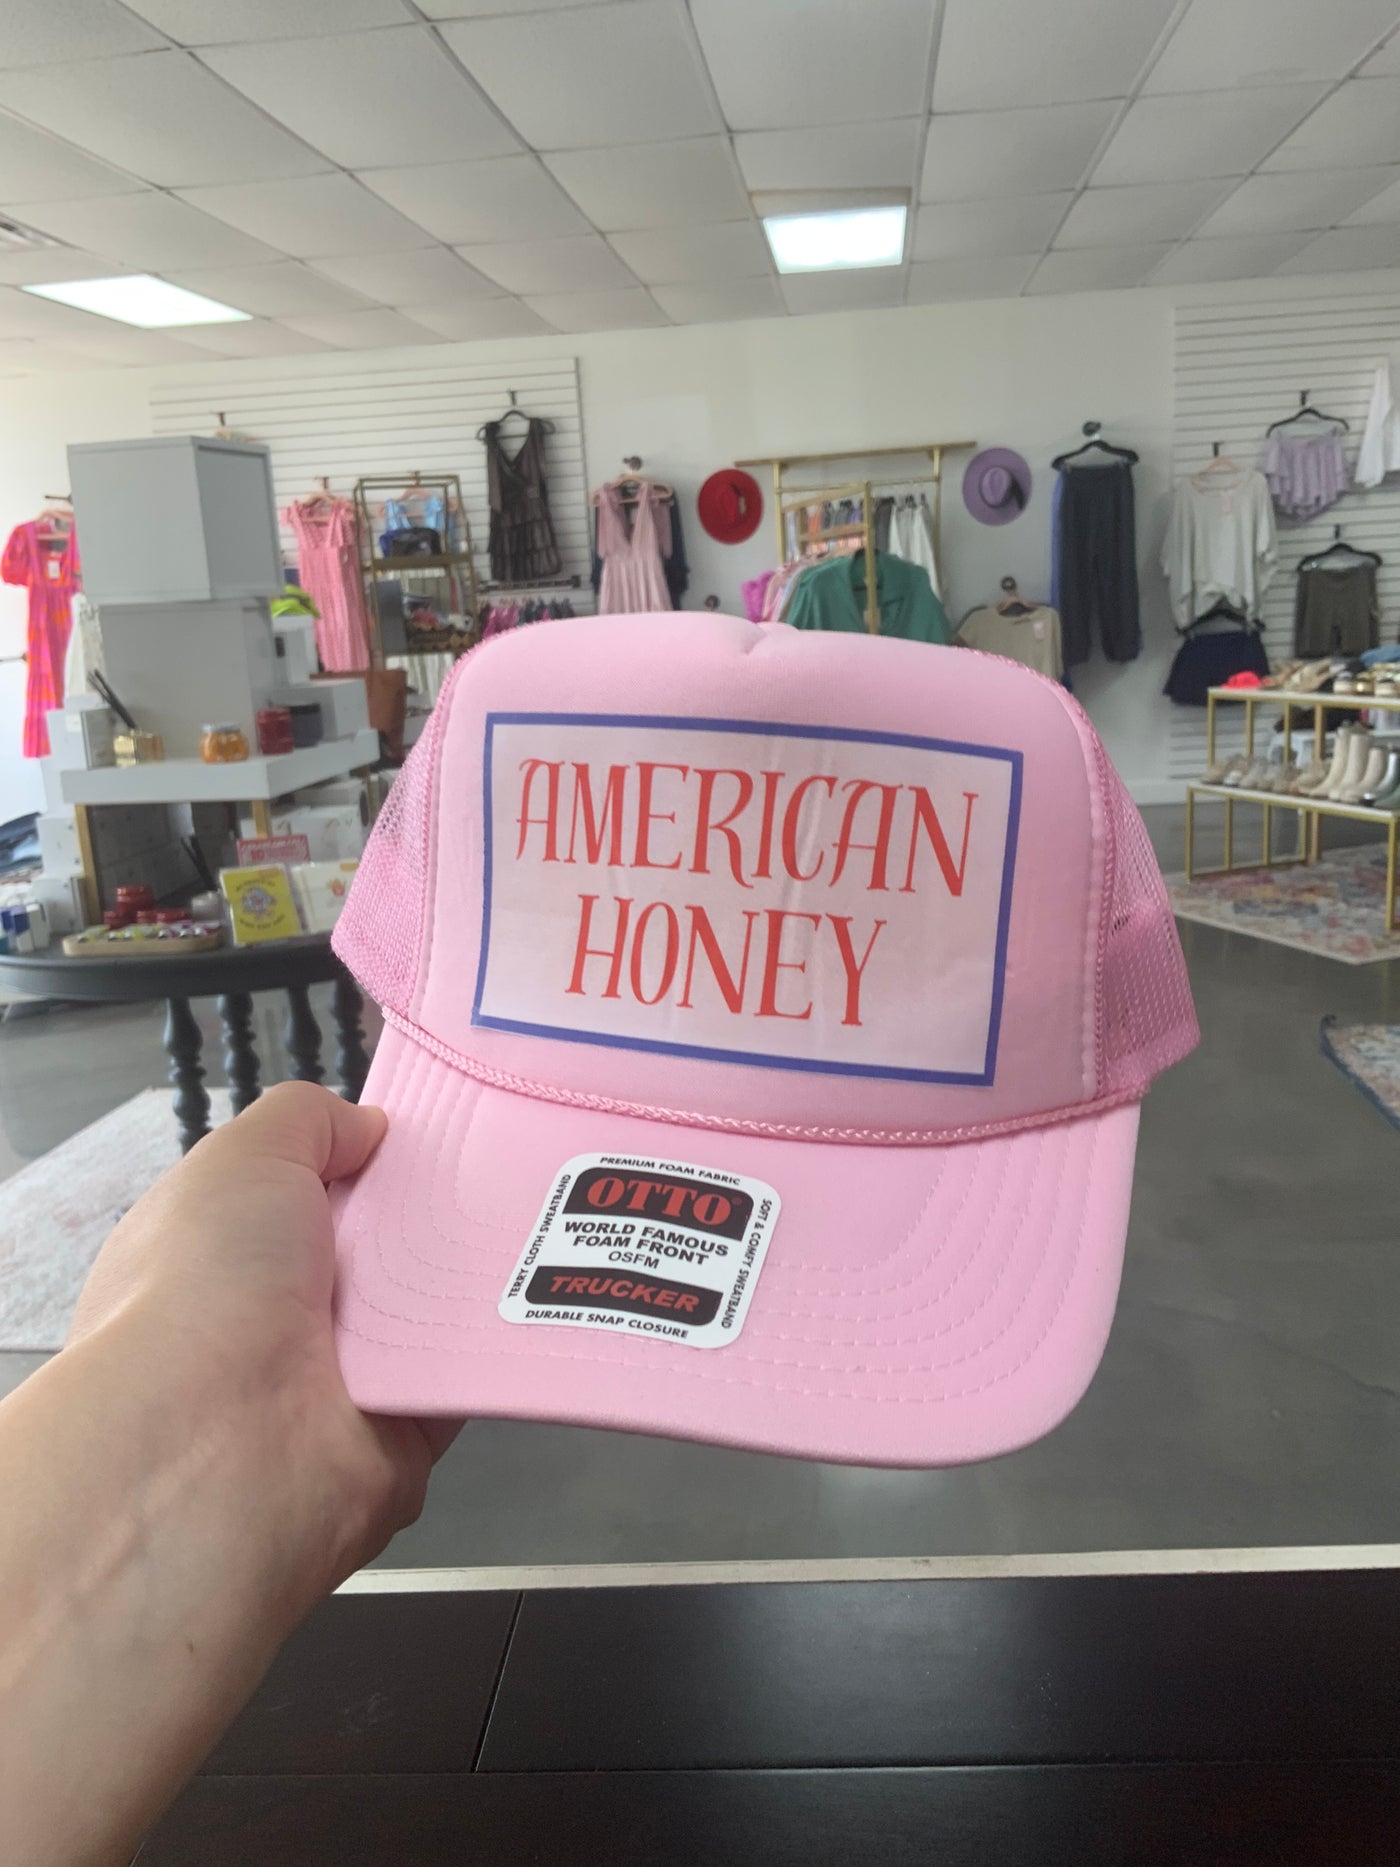 AMERICAN
HONEY
PREMIUM FOAM FABRIC
OTTO®
WORLD FAMOUS
FOAM FRONT
OSFM
TRUCKER
DURABLE SNAP CLOSURE
TERRY CLOTH SWEATBAND
SOFT & COMFY SWEATBAND